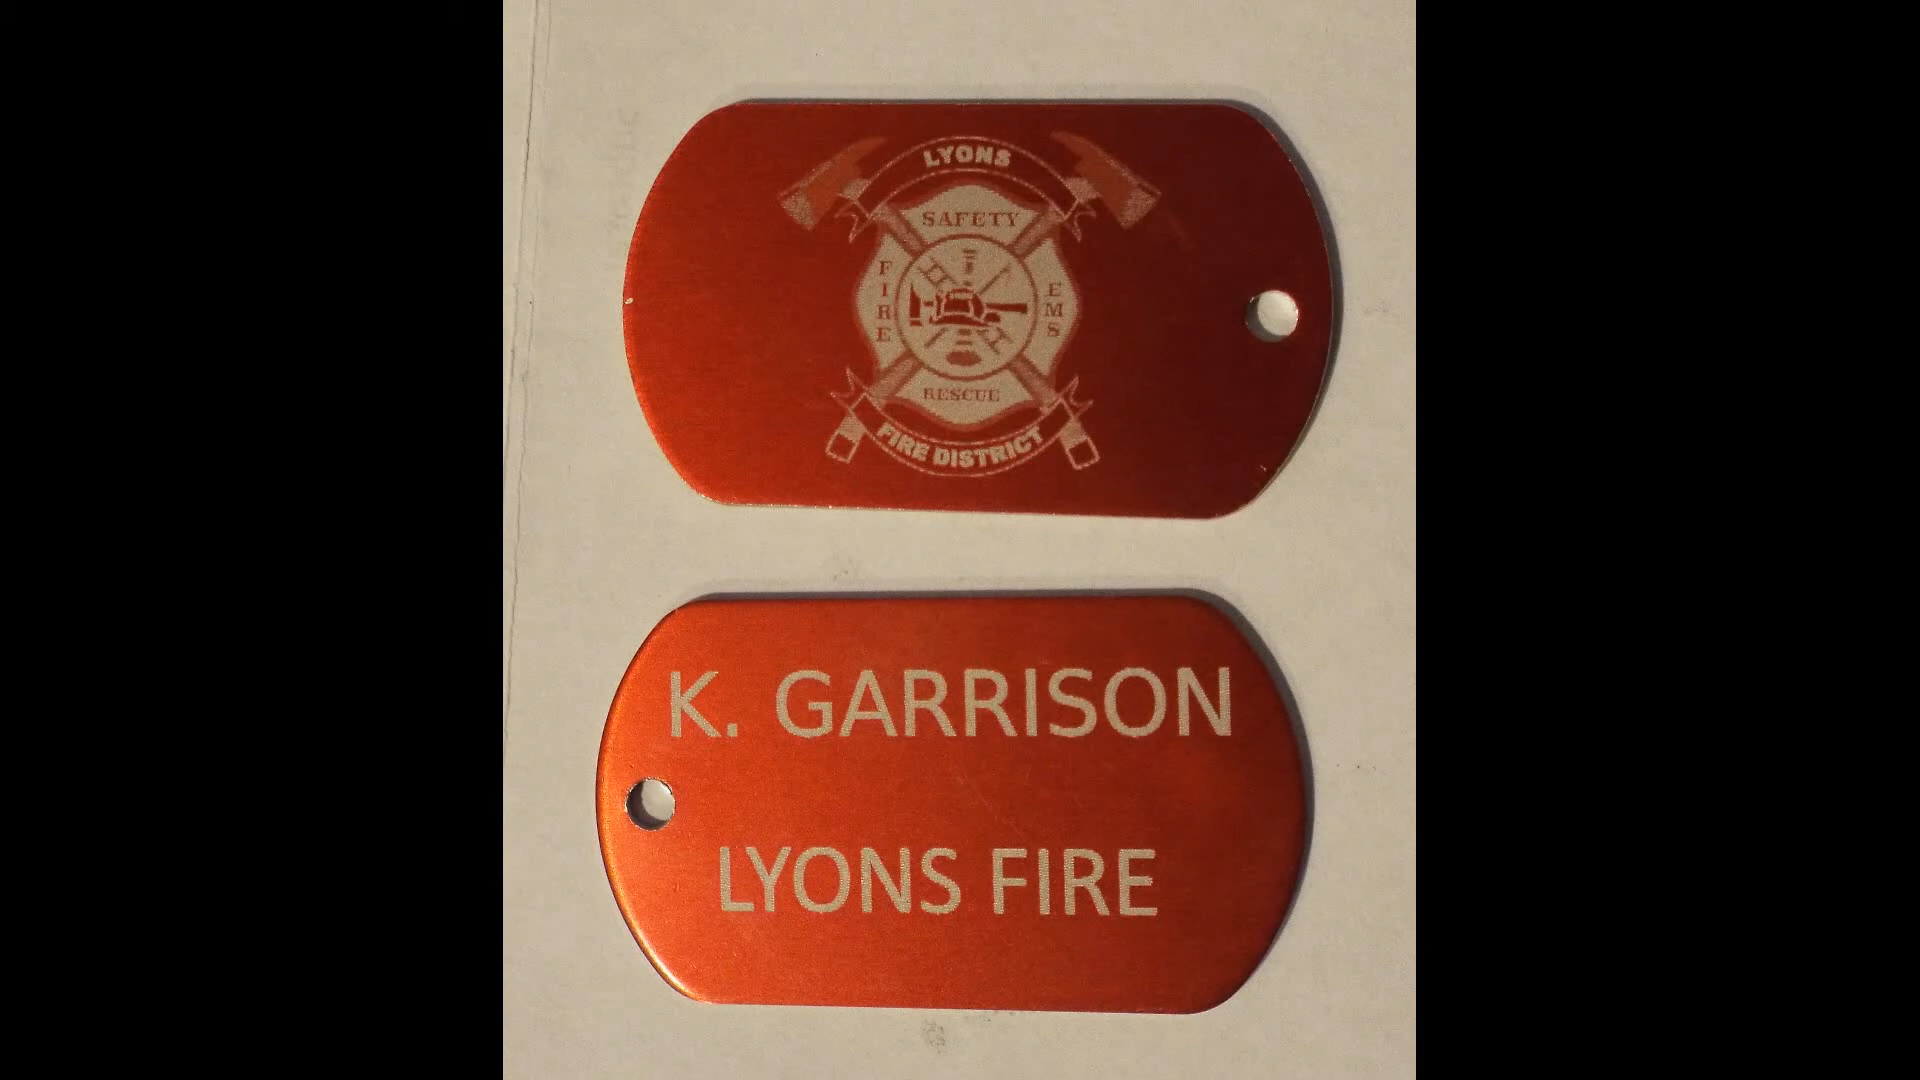 LYONS
SAFETY
FIRE
EMS
RESCUE
FIRE DISTRICT
K. GARRISON
LYONS FIRE